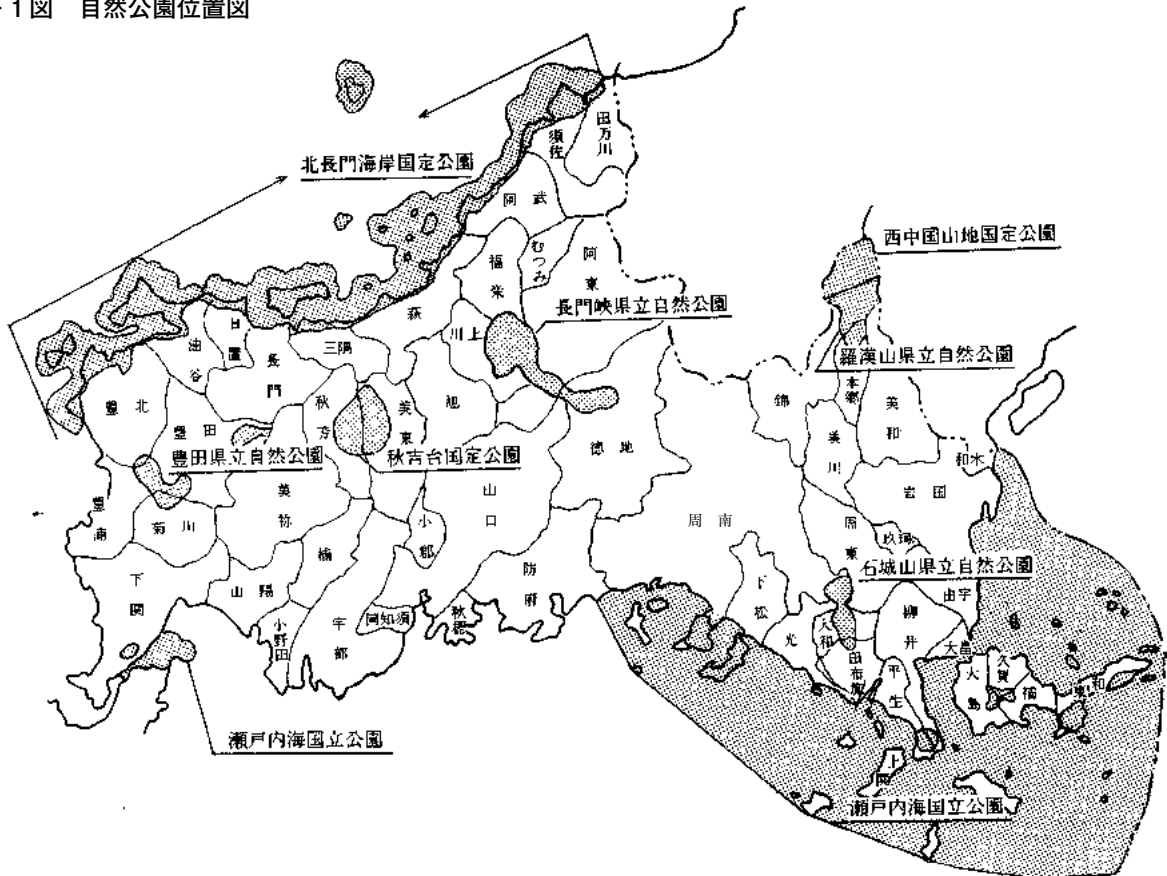 1図 自然公園位置図
北長門海岸国定公園
須佐
田万川
阿武
むつみ
阿東
福栄
西中国山地国定公園
長門峡県立自然公園
羅漢山県立自然公園
萩
川上
日置
油谷
長門
三隅
豊北
豊田
秋芳
美東
旭
徳地
錦
本郷
美和
美川
和木
岩国
豊田県立自然公園
秋吉台国定公園
豊浦
菊川
美祢
山口
周南
周東
玖珂
小郡
楠
石城山県立自然公園
下関
山陽
防府
下松
由宇
小野田
宇部
阿知須
秋穂
光
大和
田布施
柳井
大畠
平生
大島
久賀
橘
東和
瀬戸内海国立公園
上関
瀬戸内海国立公園